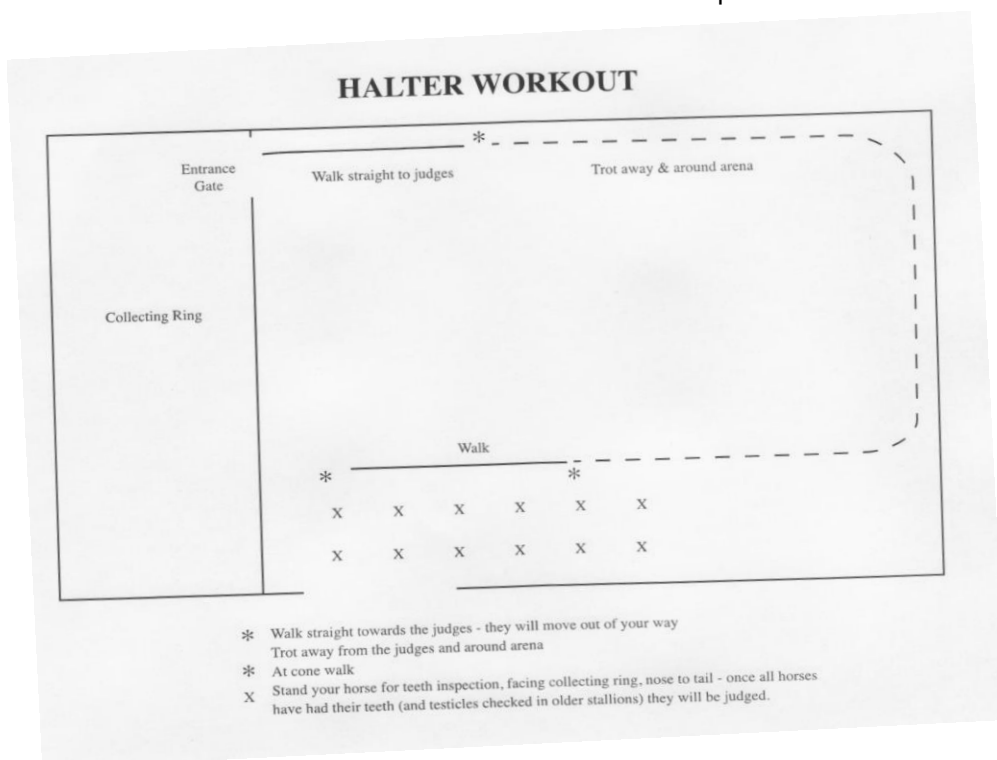 HALTER WORKOUT
*
Entrance
Gate
Walk straight to judges
Trot away & around arena
Collecting Ring
Walk
* *
X X X X X X
X X X X X X
* Walk straight towards the judges - they will move out of your way
Trot away from the judges and around arena
* At cone walk
X Stand your horse for teeth inspection, facing collecting ring, nose to tail - once all horses
have had their teeth (and testicles checked in older stallions) they will be judged.